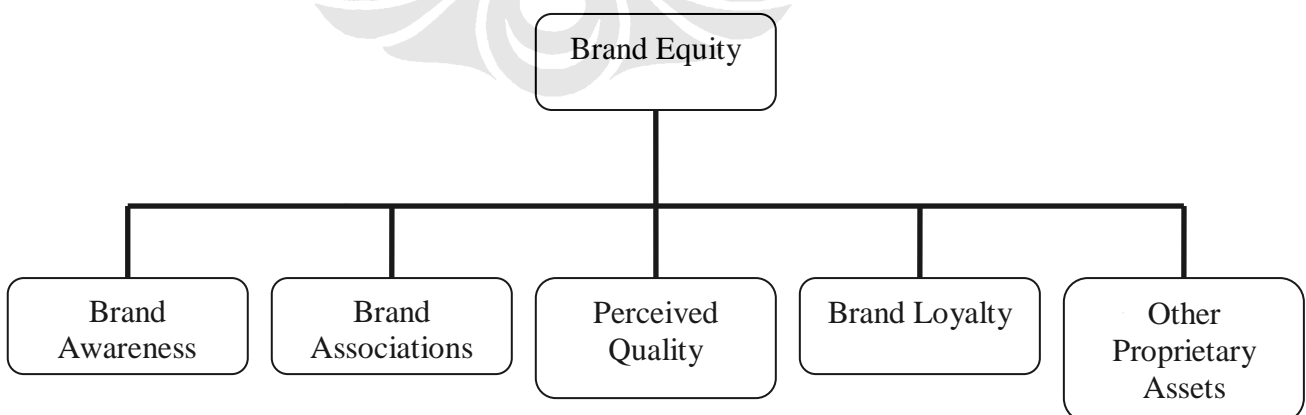 Brand Equity
Brand
Awareness
Brand
Associations
Perceived
Quality
Brand Loyalty
Other
Proprietary
Assets